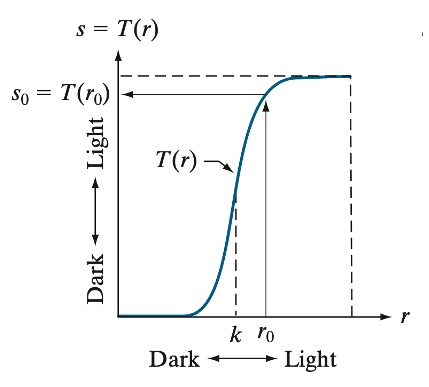 s = T(r)
s₀ = T(r₀)
T(r)
Dark ⟷ Light
r
k r₀
Dark ⟷ Light